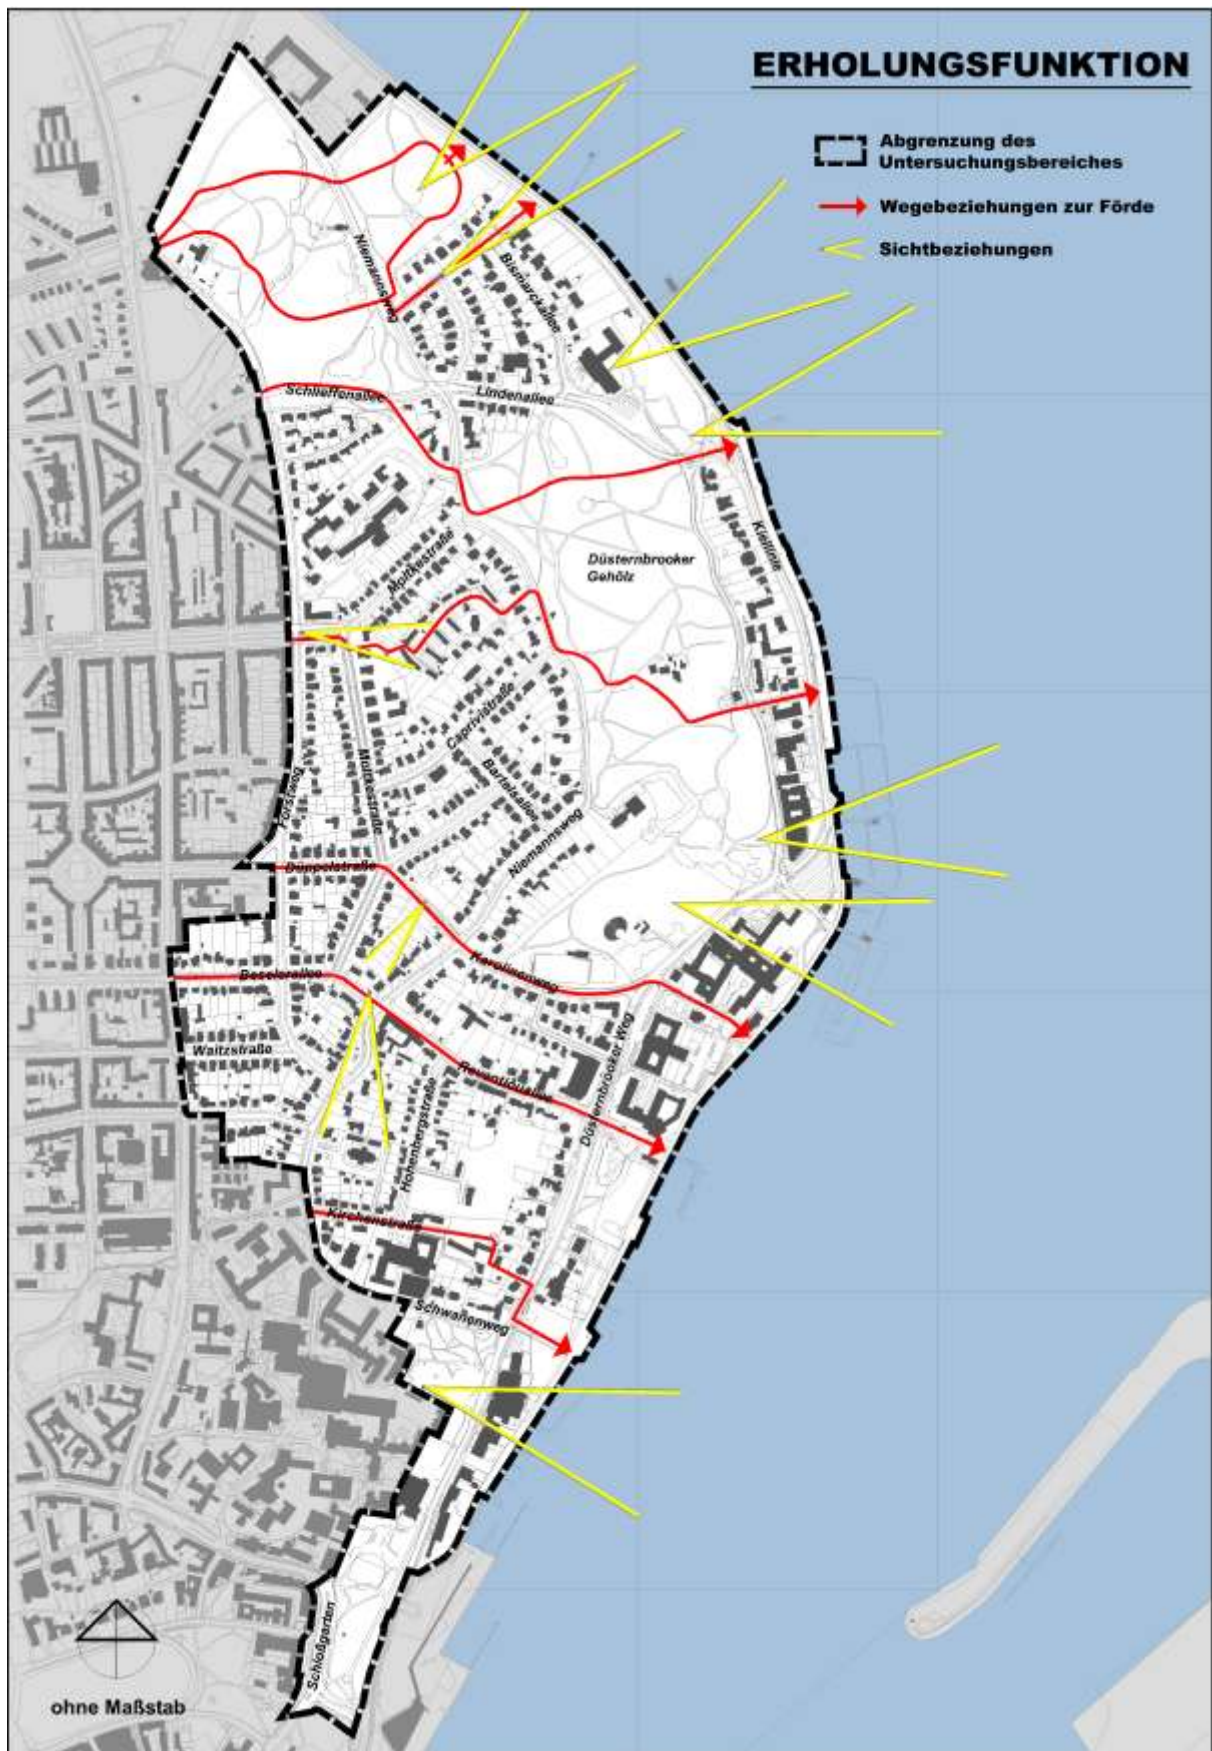 ERHOLUNGSFUNKTION
Abgrenzung des
Untersuchungsbereiches
Wegebeziehungen zur Förde
Sichtbeziehungen
Niemannsweg
Bismarckallee
Schlieffenallee
Lindenallee
Moltkestraße
Düsternbrooker
Gehölz
Kiellinie
Caprivistraße
Forstweg
Moltkestraße
Bartelsallee
Niemannsweg
Düppelstraße
Beselerallee
Karolinenweg
Waitzstraße
Reventlouallee
Düsternbrooker Weg
Hohenbergstraße
Kirchenstraße
Schwanenweg
Schloßgarten
ohne Maßstab